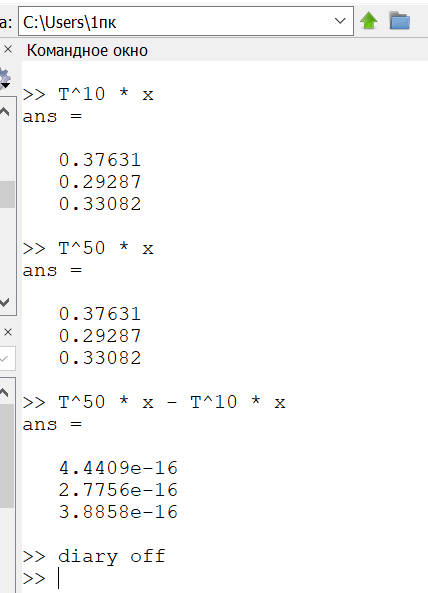 а: C:\Users\1пк
Командное окно
>> T^10 * x
ans =
0.37631
0.29287
0.33082
>> T^50 * x
ans =
0.37631
0.29287
0.33082
>> T^50 * x - T^10 * x
ans =
4.4409e-16
2.7756e-16
3.8858e-16
>> diary off
>>